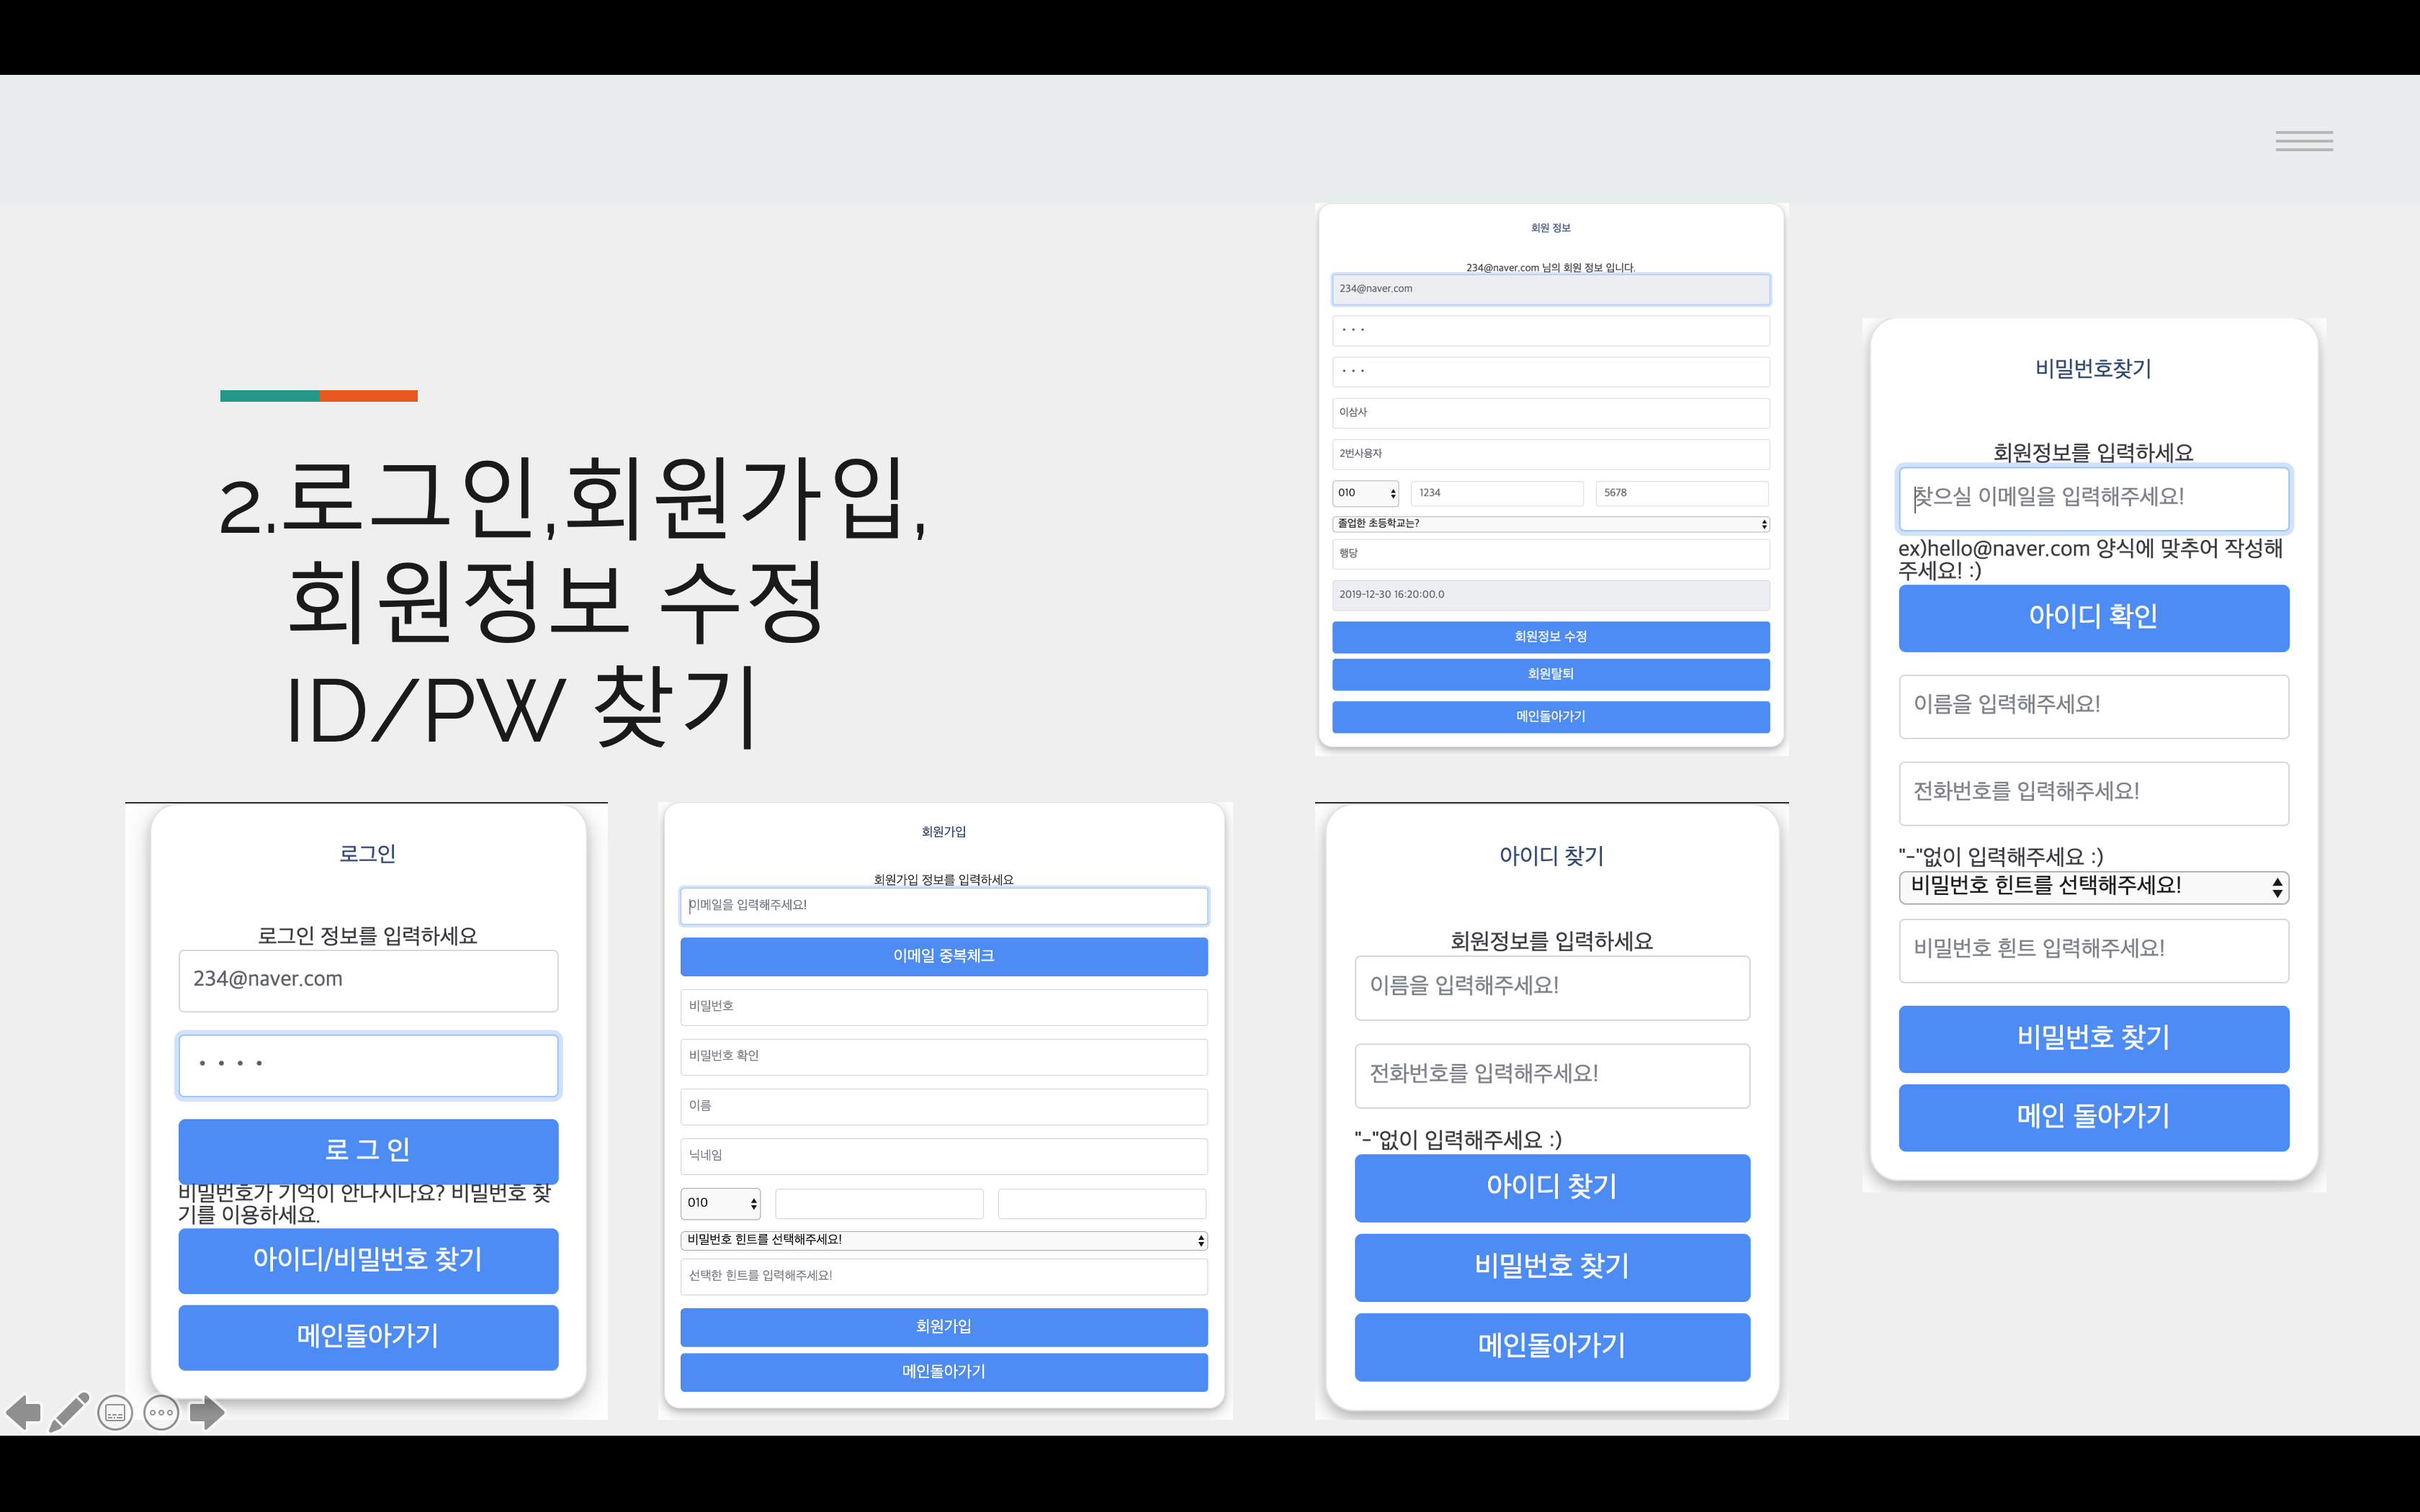 2.로그인,회원가입,
회원정보 수정
ID/PW 찾기
로그인
로그인 정보를 입력하세요
234@naver.com
로 그 인
비밀번호가 기억이 안나시나요? 비밀번호 찾
기를 이용하세요.
아이디/비밀번호 찾기
메인돌아가기
회원가입
회원가입 정보를 입력하세요
이메일을 입력해주세요!
이메일 중복체크
비밀번호
비밀번호 확인
이름
닉네임
010
비밀번호 힌트를 선택해주세요!
선택한 힌트를 입력해주세요!
회원가입
메인돌아가기
회원 정보
234@naver.com 님의 회원 정보 입니다.
234@naver.com
이삼사
2번사용자
010 1234 5678
졸업한 초등학교는?
행당
2019-12-30 16:20:00.0
회원정보 수정
회원탈퇴
메인돌아가기
아이디 찾기
회원정보를 입력하세요
이름을 입력해주세요!
전화번호를 입력해주세요!
"-"없이 입력해주세요 :)
아이디 찾기
비밀번호 찾기
메인돌아가기
비밀번호찾기
회원정보를 입력하세요
찾으실 이메일을 입력해주세요!
ex)hello@naver.com 양식에 맞추어 작성해
주세요! :)
아이디 확인
이름을 입력해주세요!
전화번호를 입력해주세요!
"-"없이 입력해주세요 :)
비밀번호 힌트를 선택해주세요!
비밀번호 흰트 입력해주세요!
비밀번호 찾기
메인 돌아가기